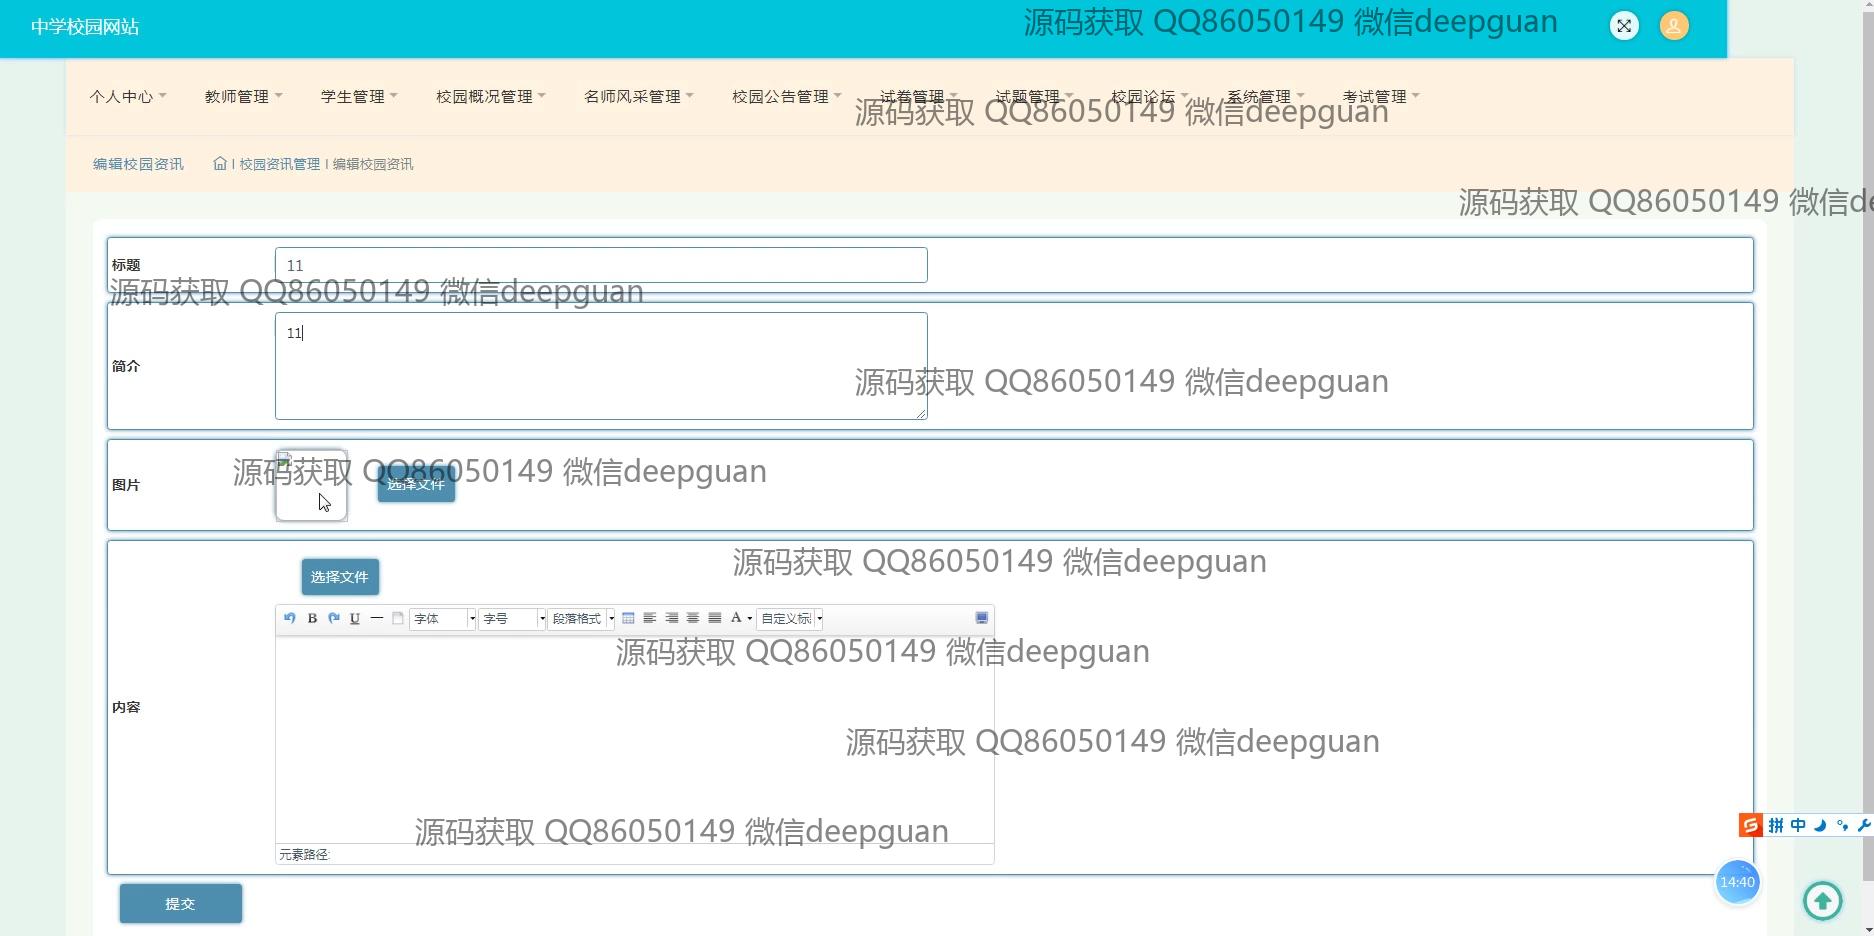 中学校园网站
源码获取 QQ86050149 微信deepguan
个人中心 教师管理 学生管理 校园概况管理 名师风采管理 校园公告管理 试卷管理 试题管理 校园论坛 系统管理 考试管理
源码获取 QQ86050149 微信deepguan
编辑校园资讯 校园资讯管理 编辑校园资讯
源码获取 QQ86050149 微信de
标题 11
源码获取 QQ86050149 微信deepguan
11
简介
源码获取 QQ86050149 微信deepguan
源码获取 QQ86050149 微信deepguan
图片 选择文件
源码获取 QQ86050149 微信deepguan
选择文件
B U 字体 字号 段落格式 A 自定义标
源码获取 QQ86050149 微信deepguan
内容
源码获取 QQ86050149 微信deepguan
拼 中
源码获取 QQ86050149 微信deepguan
元素路径:
14:40
提交